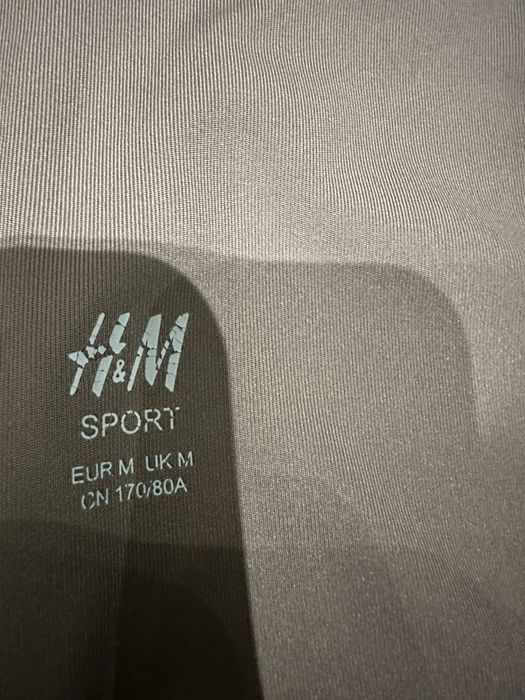 H&M
SPORT
EUR M UK M
CN 170/80A